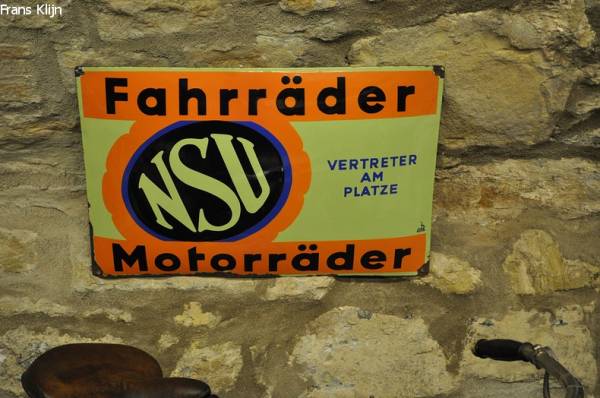 Frans Klijn
Fahrräder
NSU
VERTRETER
AM
PLATZE
Motorräder